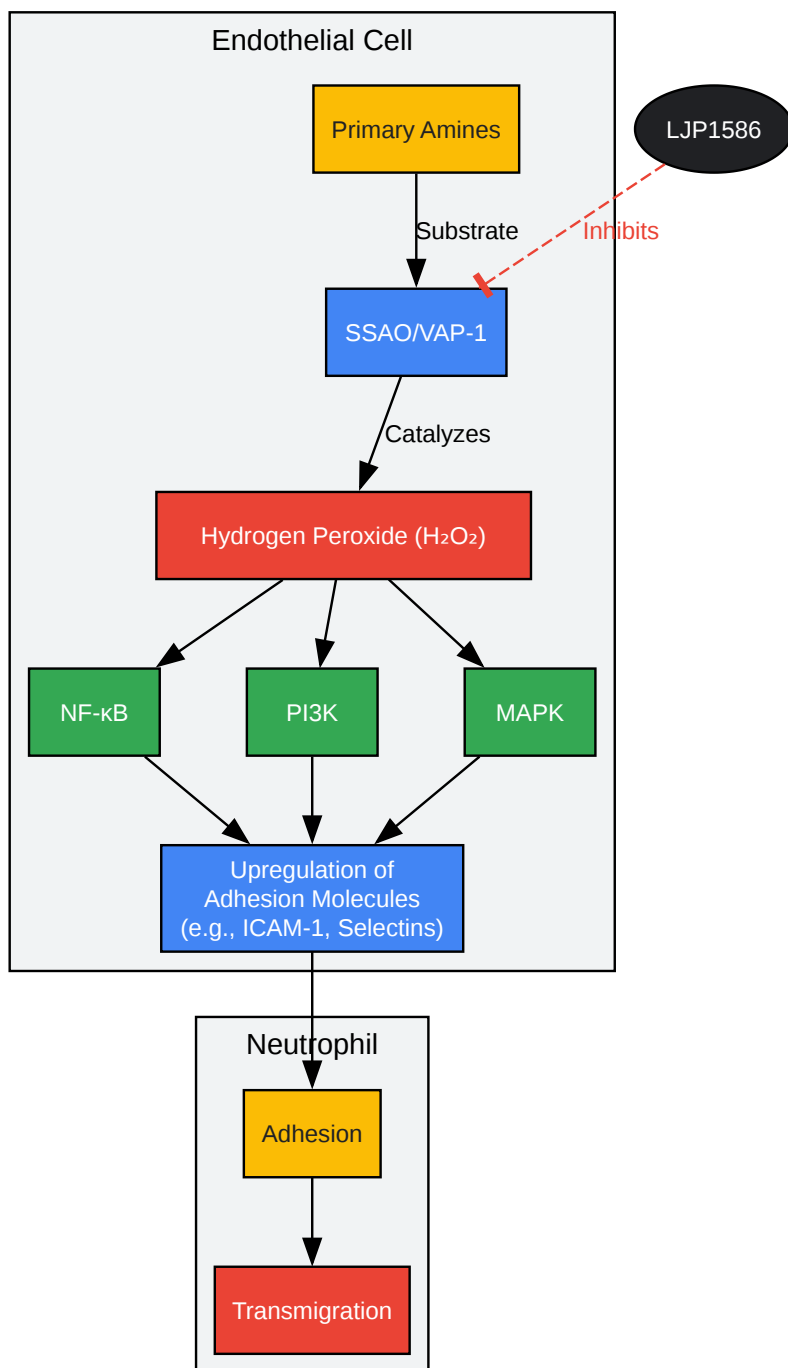 Endothelial Cell
Primary Amines
LJP1586
Substrate
Inhibits
SSAO/VAP-1
Catalyzes
Hydrogen Peroxide (H₂O₂)
NF-κB
PI3K
MAPK
Upregulation of
Adhesion Molecules
(e.g., ICAM-1, Selectins)
Neutrophil
Adhesion
Transmigration